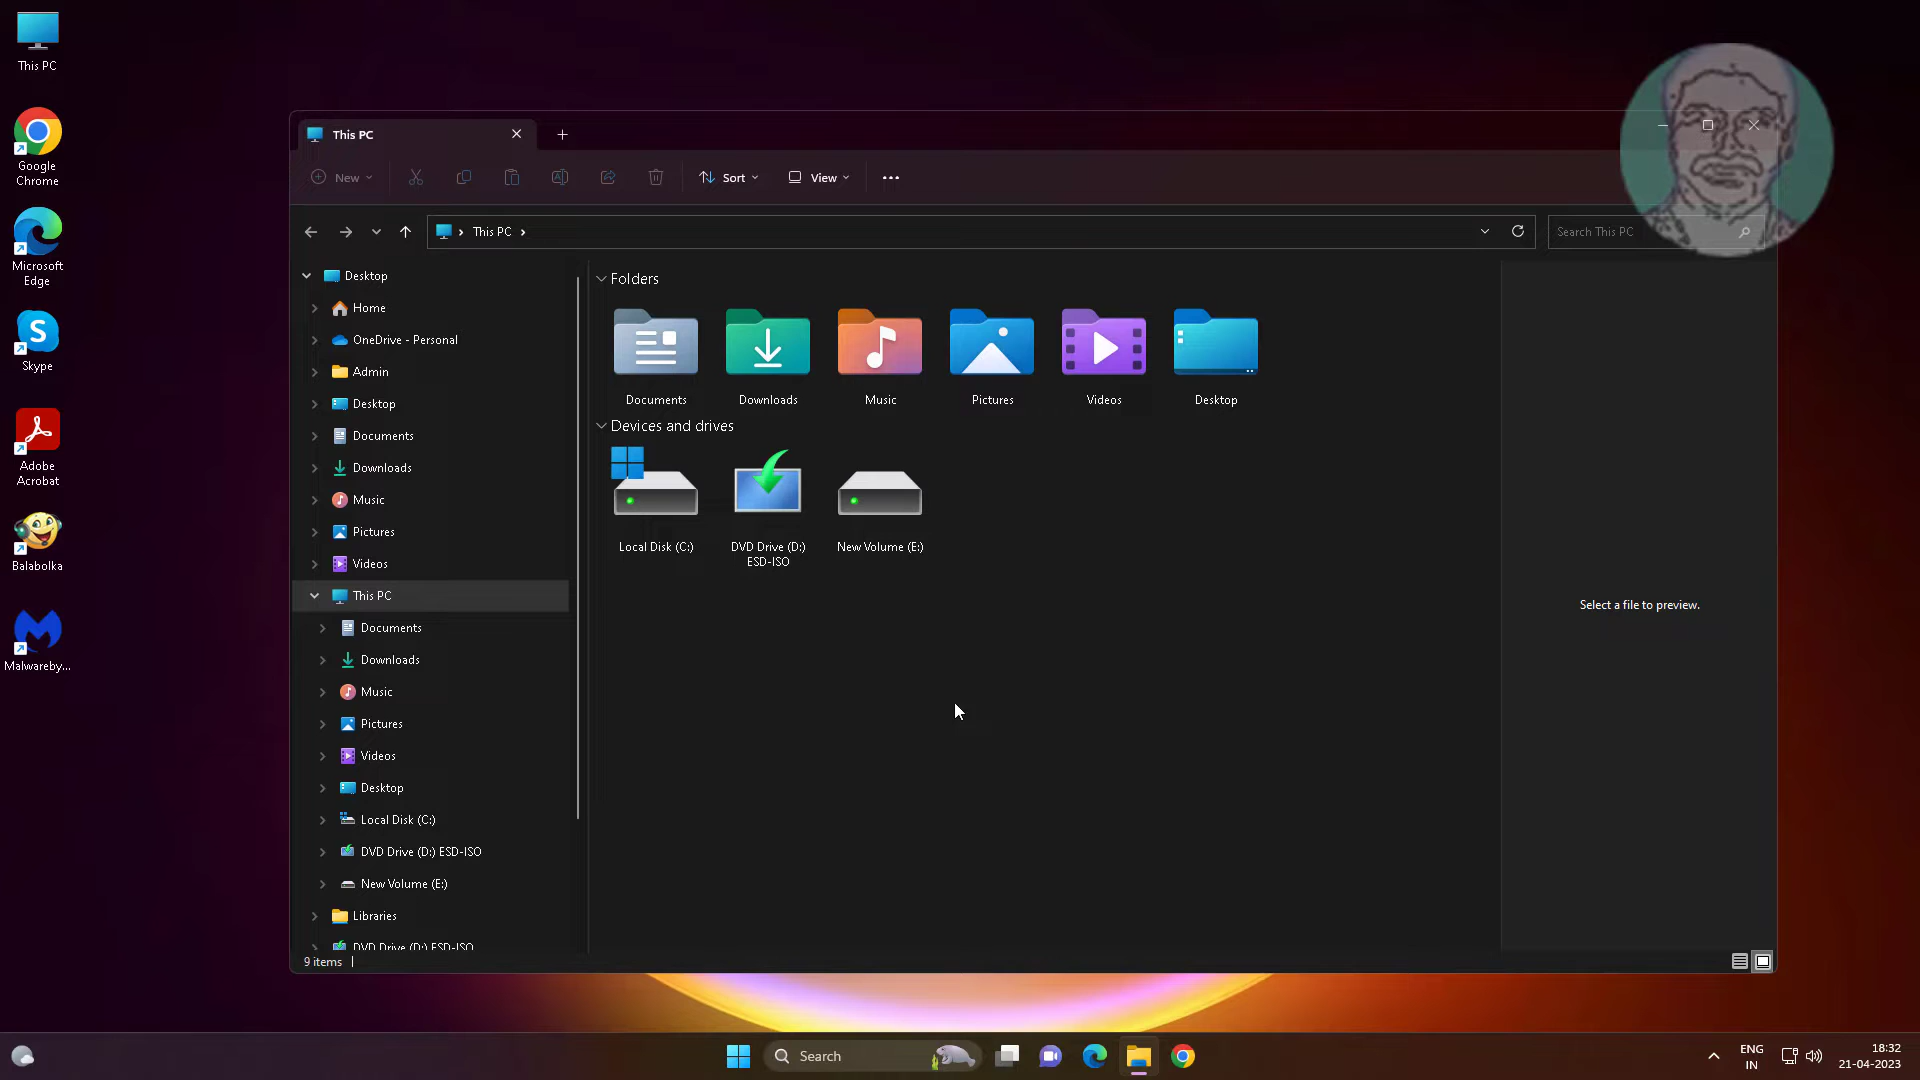 This PC
Google
Chrome
Microsoft
Edge
Skype
Adobe
Acrobat
Balabolka
Malwareby...
This PC
New
Sort
View
This PC
Search This PC
Desktop
Home
OneDrive - Personal
Admin
Desktop
Documents
Downloads
Music
Pictures
Videos
This PC
Documents
Downloads
Music
Pictures
Videos
Desktop
Local Disk (C:)
DVD Drive (D:) ESD-ISO
New Volume (E:)
Libraries
DVD Drive (D:) ESD-ISO
Folders
Documents
Downloads
Music
Pictures
Videos
Desktop
Devices and drives
Local Disk (C:)
DVD Drive (D:)
ESD-ISO
New Volume (E:)
Select a file to preview.
9 items
Search
ENG
IN
18:32
21-04-2023